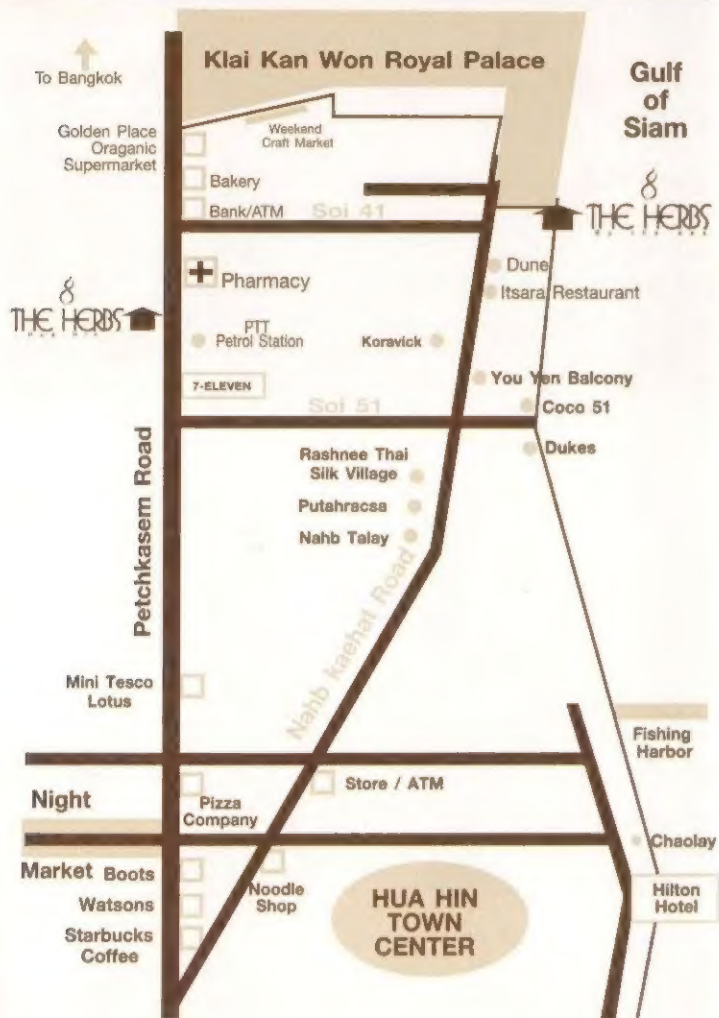 Klai Kan Won Royal Palace
To Bangkok
Gulf
of
Siam
Golden Place
Oraganic
Supermarket
Weekend
Craft Market
Bakery
Bank/ATM
Soi 41
THE HERBS
Dune
Itsara Restaurant
Pharmacy
THE HERBS
PTT
Petrol Station
Koravick
7-ELEVEN
You Yen Balcony
Coco 51
Soi 51
Dukes
Rashnee Thai
Silk Village
Putahracsa
Nahb Talay
Petchkasem Road
Nahb kaehat Road
Mini Tesco
Lotus
Fishing
Harbor
Night
Pizza
Company
Store / ATM
Chaolay
Market
Boots
Noodle
Shop
Watsons
Starbucks
Coffee
HUA HIN
TOWN
CENTER
Hilton
Hotel